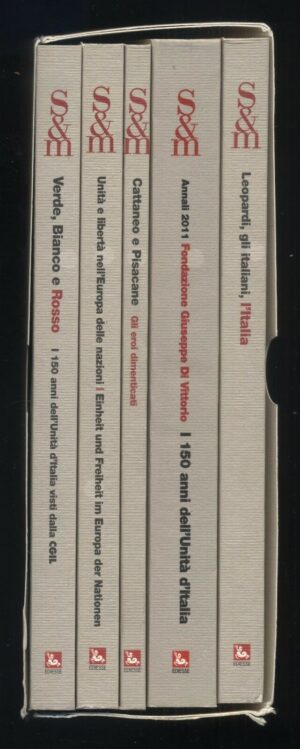 S&M
Verde, Bianco e Rosso I 150 anni dell'Unità d'Italia visti dalla CGIL
EDIESSE
S&M
Unità e libertà nell'Europa delle nazioni / Einheit und Freiheit im Europa der Nationen
EDIESSE
S&M
Cattaneo e Pisacane Gli eroi dimenticati
EDIESSE
S&M
Annali 2011 Fondazione Giuseppe Di Vittorio I 150 anni dell'Unità d'Italia
EDIESSE
S&M
Leopardi, gli italiani, l'Italia
EDIESSE